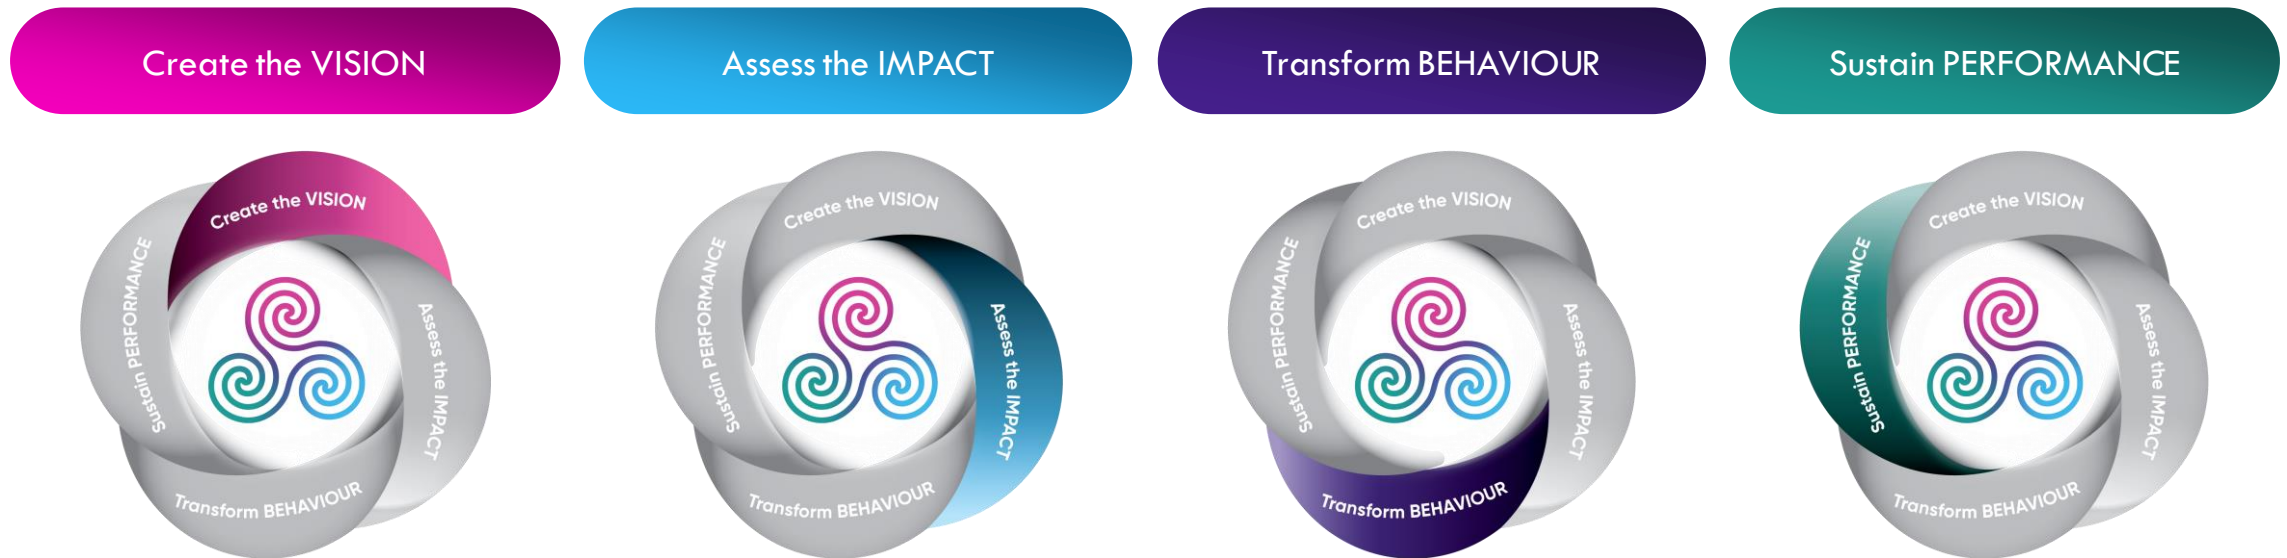 Create the VISION
Assess the IMPACT
Transform BEHAVIOUR
Sustain PERFORMANCE
Create the VISION
Assess the IMPACT
Transform BEHAVIOUR
Sustain PERFORMANCE
Create the VISION
Assess the IMPACT
Transform BEHAVIOUR
Sustain PERFORMANCE
Create the VISION
Assess the IMPACT
Transform BEHAVIOUR
Sustain PERFORMANCE
Create the VISION
Assess the IMPACT
Transform BEHAVIOUR
Sustain PERFORMANCE